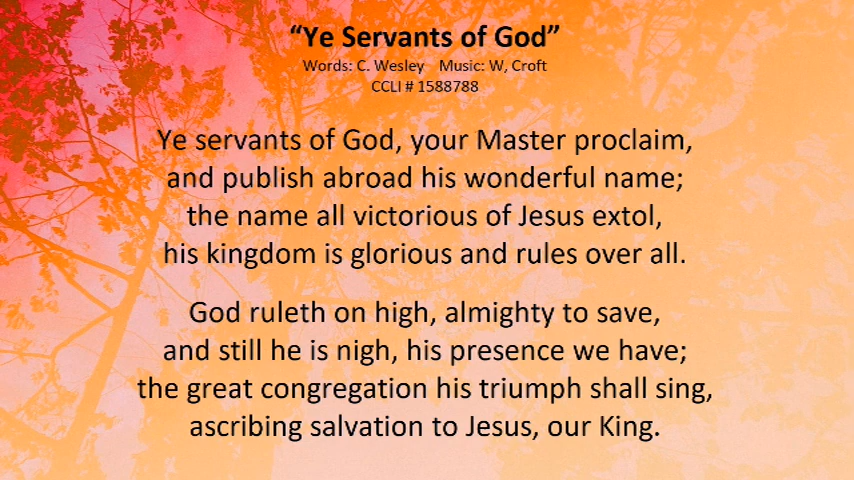 “Ye Servants of God”
Words: C. Wesley Music: W, Croft
CCLI # 1588788
Ye servants of God, your Master proclaim,
and publish abroad his wonderful name;
the name all victorious of Jesus extol,
his kingdom is glorious and rules over all.
God ruleth on high, almighty to save,
and still he is nigh, his presence we have;
the great congregation his triumph shall sing,
ascribing salvation to Jesus, our King.